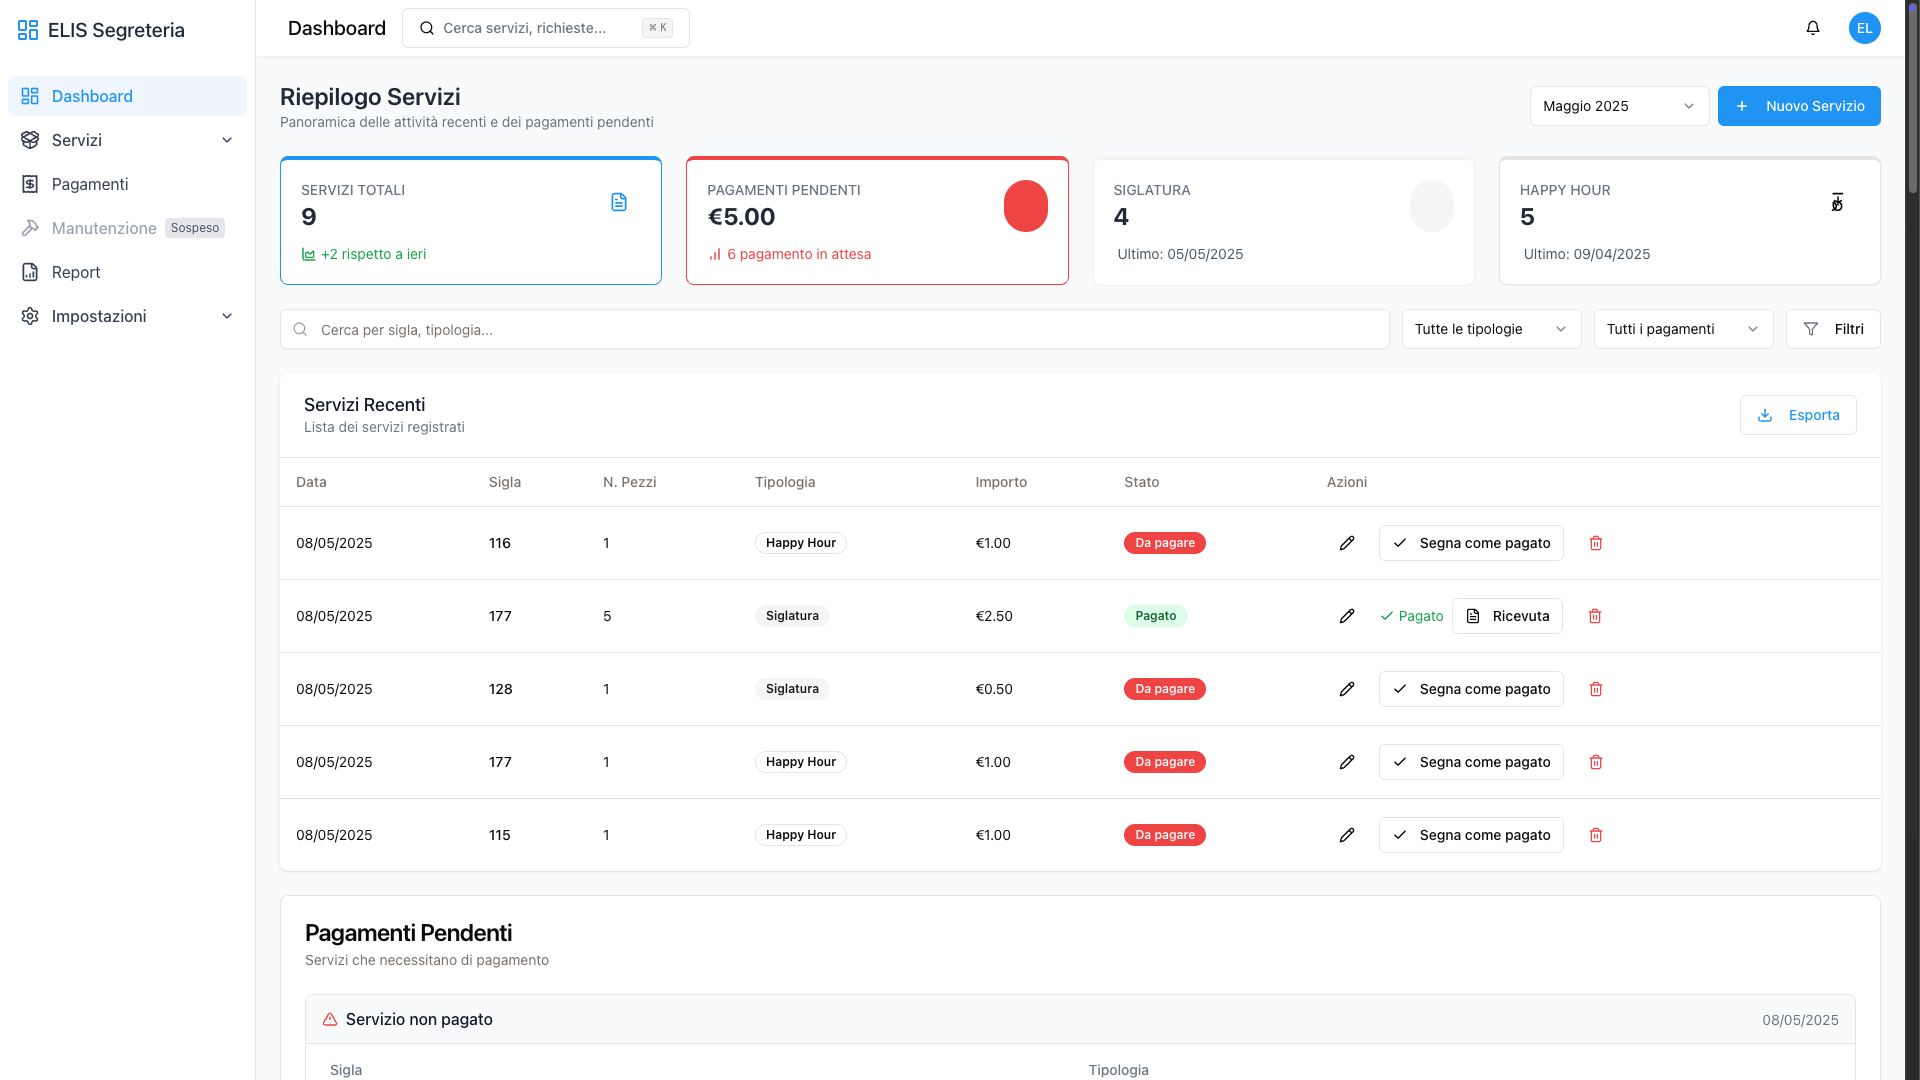 ELIS Segreteria
Dashboard
Servizi
Pagamenti
Manutenzione Sospeso
Report
Impostazioni
Dashboard
Cerca servizi, richieste... ⌘ K
EL
Riepilogo Servizi
Panoramica delle attività recenti e dei pagamenti pendenti
Maggio 2025
Nuovo Servizio
SERVIZI TOTALI
9
+2 rispetto a ieri
PAGAMENTI PENDENTI
€5.00
6 pagamento in attesa
SIGLATURA
4
Ultimo: 05/05/2025
HAPPY HOUR
5
Ultimo: 09/04/2025
Cerca per sigla, tipologia...
Tutte le tipologie
Tutti i pagamenti
Filtri
Servizi Recenti
Lista dei servizi registrati
Esporta
Data Sigla N. Pezzi Tipologia Importo Stato Azioni
08/05/2025 116 1 Happy Hour €1.00 Da pagare Segna come pagato
08/05/2025 177 5 Siglatura €2.50 Pagato Pagato Ricevuta
08/05/2025 128 1 Siglatura €0.50 Da pagare Segna come pagato
08/05/2025 177 1 Happy Hour €1.00 Da pagare Segna come pagato
08/05/2025 115 1 Happy Hour €1.00 Da pagare Segna come pagato
Pagamenti Pendenti
Servizi che necessitano di pagamento
Servizio non pagato 08/05/2025
Sigla Tipologia